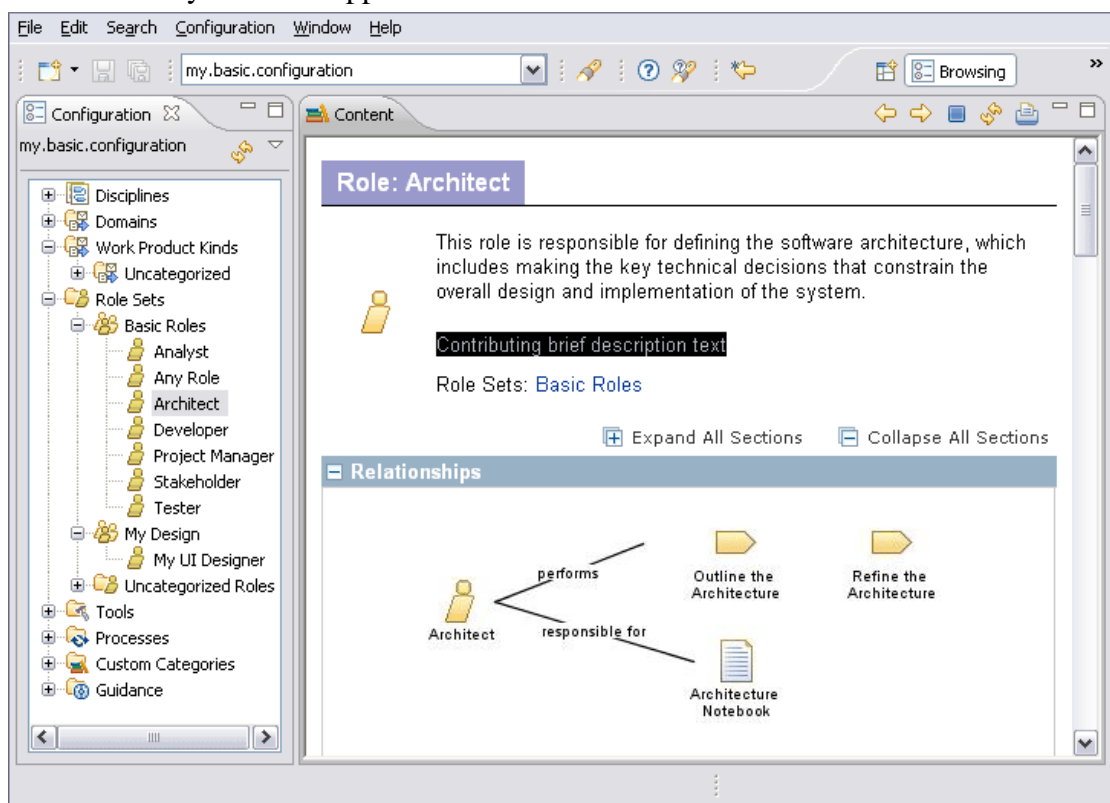 File Edit Search Configuration Window Help
my.basic.configuration
Browsing
»
Configuration
my.basic.configuration
Disciplines
Domains
Work Product Kinds
Uncategorized
Role Sets
Basic Roles
Analyst
Any Role
Architect
Developer
Project Manager
Stakeholder
Tester
My Design
My UI Designer
Uncategorized Roles
Tools
Processes
Custom Categories
Guidance
Content
Role: Architect
This role is responsible for defining the software architecture, which
includes making the key technical decisions that constrain the
overall design and implementation of the system.
Contributing brief description text
Role Sets: Basic Roles
Expand All Sections Collapse All Sections
Relationships
performs
Outline the
Architecture
Refine the
Architecture
Architect
responsible for
Architecture
Notebook